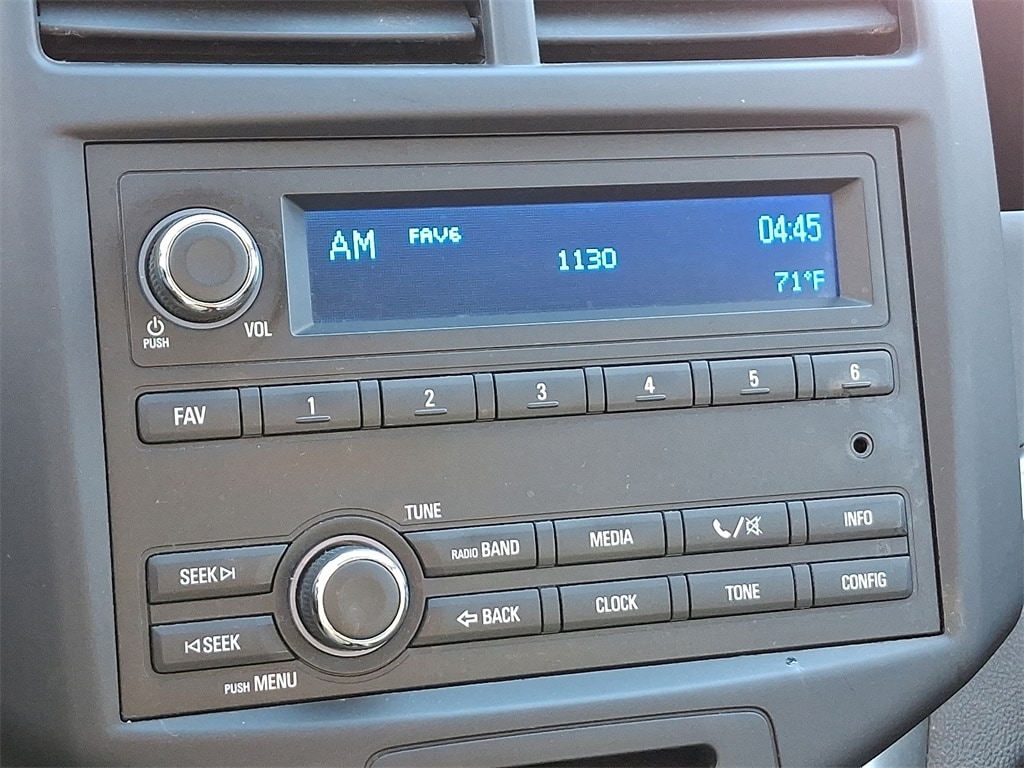 AM FAV6 04:45
1130
71°F
PUSH VOL
FAV 1 2 3 4 5 6
TUNE
RADIO BAND MEDIA INFO
SEEK
BACK CLOCK TONE CONFIG
SEEK
PUSH MENU